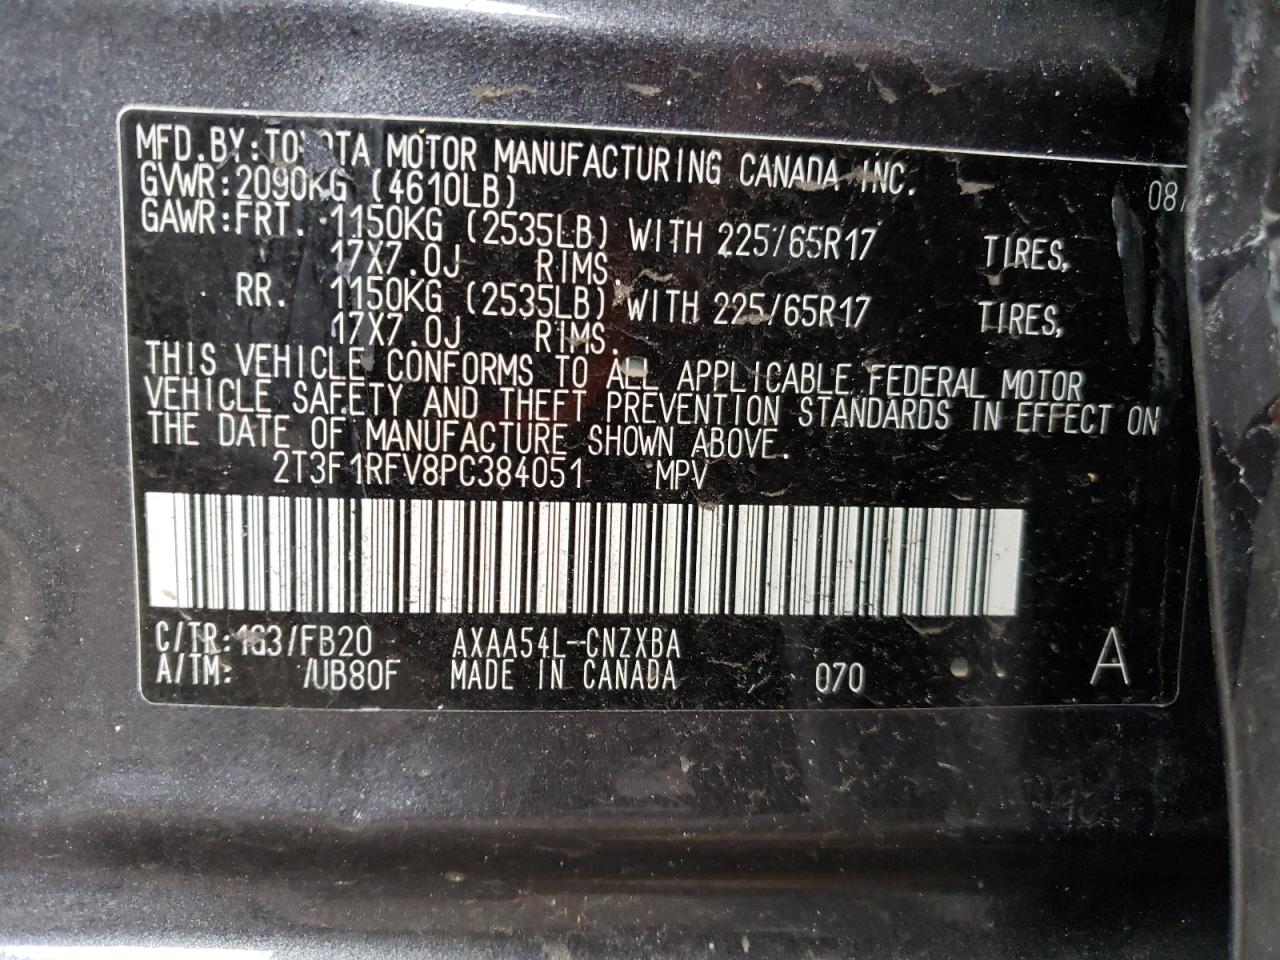 MFD.BY:TOYOTA MOTOR MANUFACTURING CANADA INC. 08/
GVWR:2090KG (4610LB)
GAWR:FRT. 1150KG (2535LB) WITH 225/65R17 TIRES,
17X7.0J RIMS,
RR. 1150KG (2535LB) WITH 225/65R17 TIRES,
17X7.0J RIMS.
THIS VEHICLE CONFORMS TO ALL APPLICABLE FEDERAL MOTOR
VEHICLE SAFETY AND THEFT PREVENTION STANDARDS IN EFFECT ON
THE DATE OF MANUFACTURE SHOWN ABOVE.
2T3F1RFV8PC384051 MPV
C/TR:1G3/FB20 AXAA54L-CNZXBA A
A/TM: /UB80F MADE IN CANADA 070